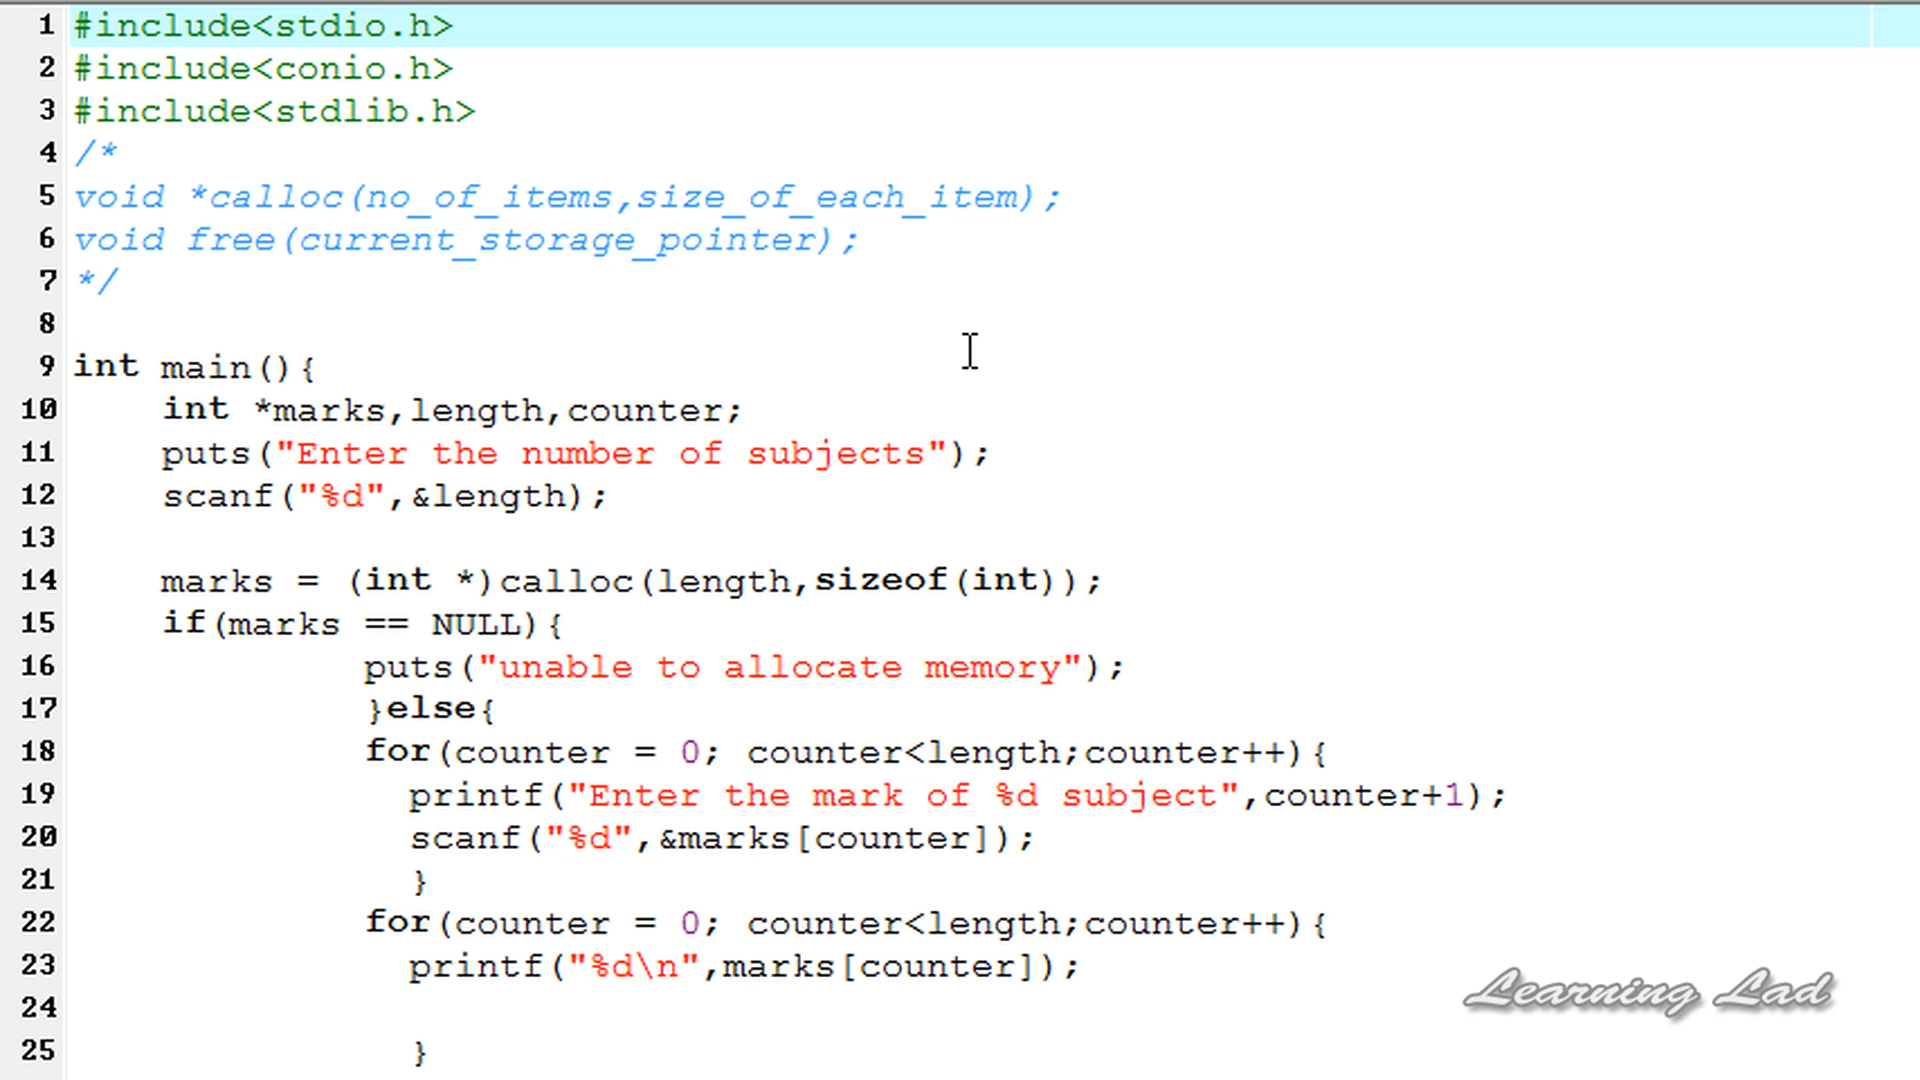 1 #include<stdio.h>
2 #include<conio.h>
3 #include<stdlib.h>
4 /*
5 void *calloc(no_of_items,size_of_each_item);
6 void free(current_storage_pointer);
7 */
8
9 int main(){
10     int *marks,length,counter;
11     puts("Enter the number of subjects");
12     scanf("%d",&length);
13
14     marks = (int *)calloc(length,sizeof(int));
15     if(marks == NULL){
16              puts("unable to allocate memory");
17              }else{
18              for(counter = 0; counter<length;counter++){
19                printf("Enter the mark of %d subject",counter+1);
20                scanf("%d",&marks[counter]);
21                }
22              for(counter = 0; counter<length;counter++){
23                printf("%d\n",marks[counter]);
Learning Lad
24
25                }